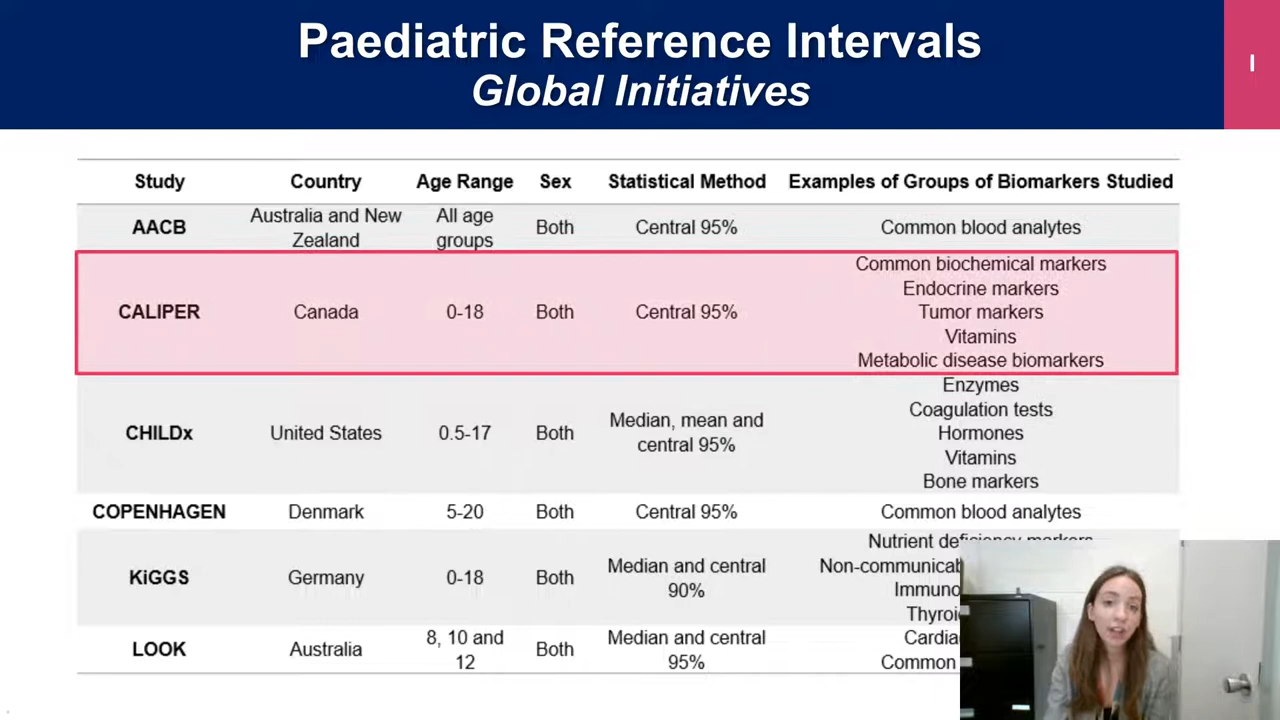 Paediatric Reference Intervals
Global Initiatives
I
Study Country Age Range Sex Statistical Method Examples of Groups of Biomarkers Studied
AACB Australia and New Zealand All age groups Both Central 95% Common blood analytes
CALIPER Canada 0-18 Both Central 95% Common biochemical markers
Endocrine markers
Tumor markers
Vitamins
Metabolic disease biomarkers
CHILDx United States 0.5-17 Both Median, mean and central 95% Enzymes
Coagulation tests
Hormones
Vitamins
Bone markers
COPENHAGEN Denmark 5-20 Both Central 95% Common blood analytes
KiGGS Germany 0-18 Both Median and central 90% Nutrient deficiency markers
LOOK Australia 8, 10 and 12 Both Median and central 95%
Common